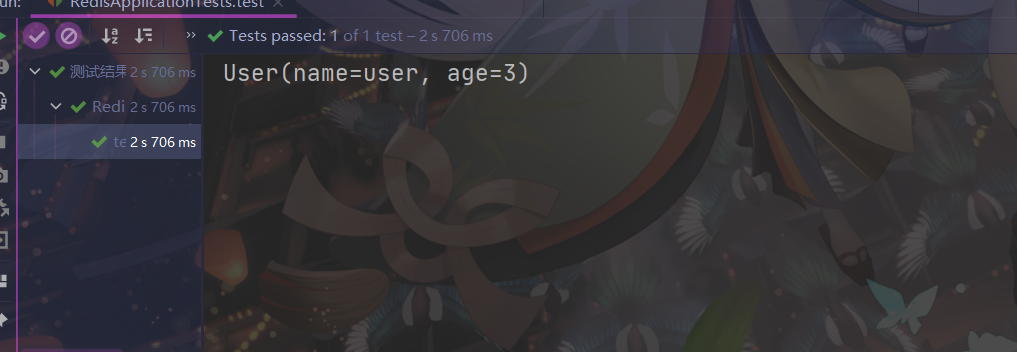 un:
RedisApplicationTests.test ×
Tests passed: 1 of 1 test – 2 s 706 ms
测试结果 2 s 706 ms
Redi 2 s 706 ms
te 2 s 706 ms
User(name=user, age=3)